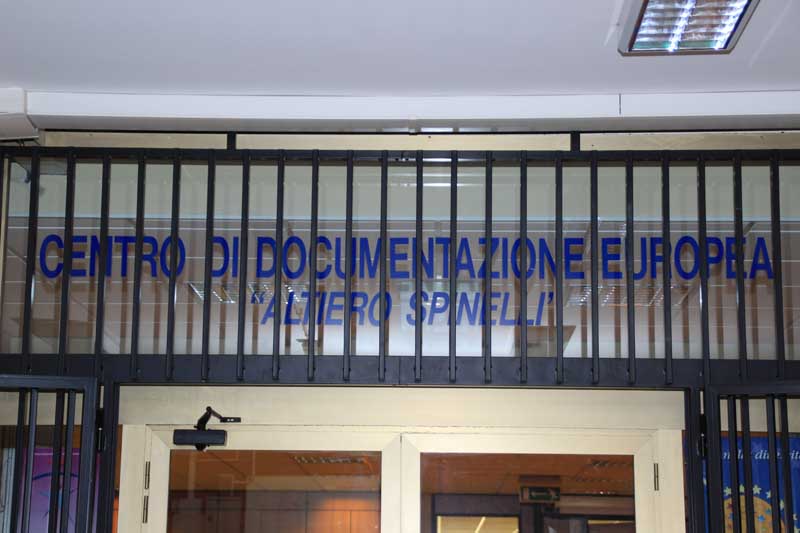 CENTRO DI DOCUMENTAZIONE EUROPEA
"ALTIERO SPINELLI"